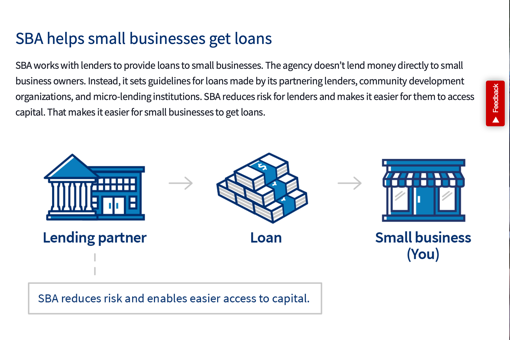 SBA helps small businesses get loans
SBA works with lenders to provide loans to small businesses. The agency doesn't lend money directly to small
business owners. Instead, it sets guidelines for loans made by its partnering lenders, community development
organizations, and micro-lending institutions. SBA reduces risk for lenders and makes it easier for them to access
capital. That makes it easier for small businesses to get loans.
Feedback
Lending partner
Loan
Small business
(You)
SBA reduces risk and enables easier access to capital.